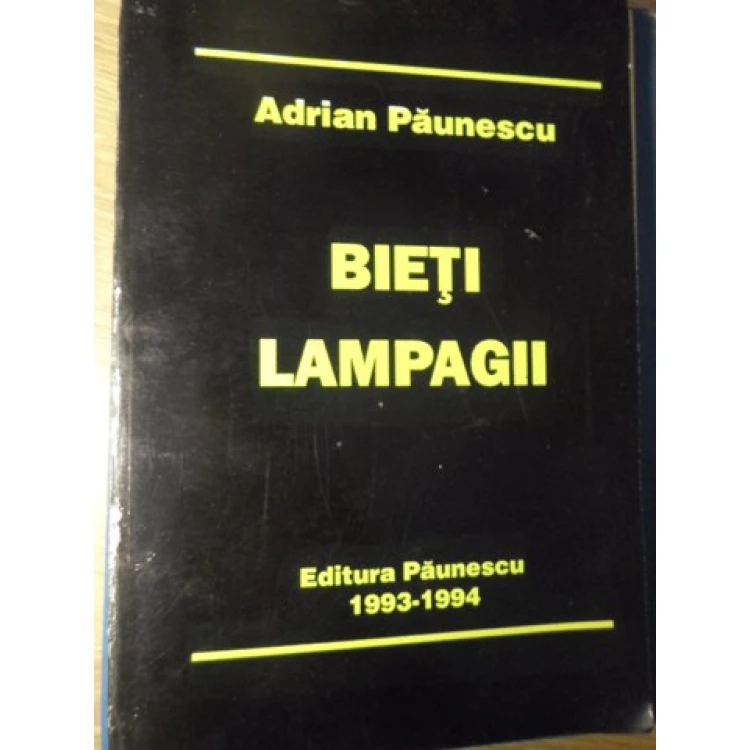 Adrian Păunescu
BIEŢI
LAMPAGII
Editura Păunescu
1993-1994